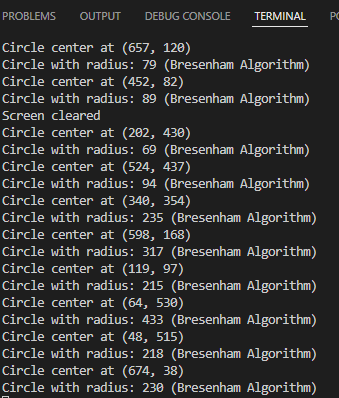 PROBLEMS OUTPUT DEBUG CONSOLE TERMINAL
Circle center at (657, 120)
Circle with radius: 79 (Bresenham Algorithm)
Circle center at (452, 82)
Circle with radius: 89 (Bresenham Algorithm)
Screen cleared
Circle center at (202, 430)
Circle with radius: 69 (Bresenham Algorithm)
Circle center at (524, 437)
Circle with radius: 94 (Bresenham Algorithm)
Circle center at (340, 354)
Circle with radius: 235 (Bresenham Algorithm)
Circle center at (598, 168)
Circle with radius: 317 (Bresenham Algorithm)
Circle center at (119, 97)
Circle with radius: 215 (Bresenham Algorithm)
Circle center at (64, 530)
Circle with radius: 433 (Bresenham Algorithm)
Circle center at (48, 515)
Circle with radius: 218 (Bresenham Algorithm)
Circle center at (674, 38)
Circle with radius: 230 (Bresenham Algorithm)